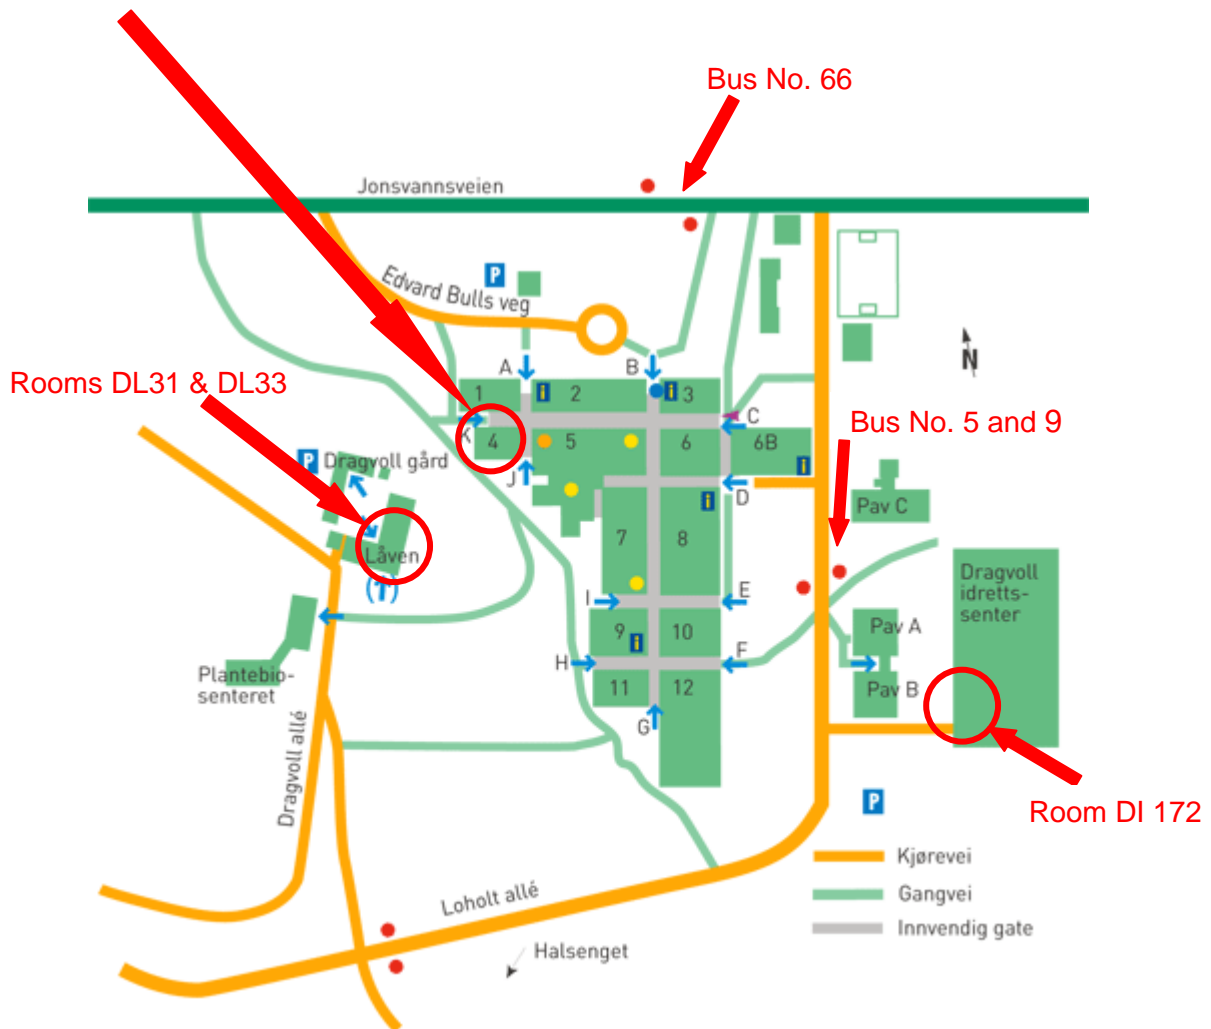 Bus No. 66
Jonsvannsveien
P
Edvard Bulls veg
N
A
B
Rooms DL31 & DL33
1
i
2
i
3
C
Bus No. 5 and 9
K
4
5
6
6B
P
Dragvoll gård
J
i
D
i
Pav C
7
8
Låven
(↑)
Dragvoll
idretts-
senter
I
E
9
i
10
Pav A
H
F
Plantebio-
senteret
11
12
Pav B
G
Dragvoll allé
P
Room DI 172
Kjørevei
Loholt allé
Gangvei
Innvendig gate
Halsenget